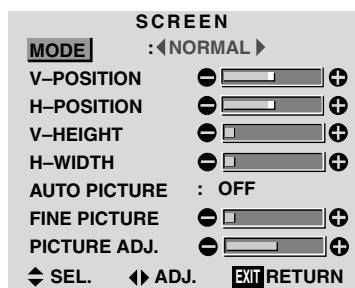 SCREEN
MODE : NORMAL
V–POSITION
H–POSITION
V–HEIGHT
H–WIDTH
AUTO PICTURE : OFF
FINE PICTURE
PICTURE ADJ.
SEL. ADJ. EXIT RETURN